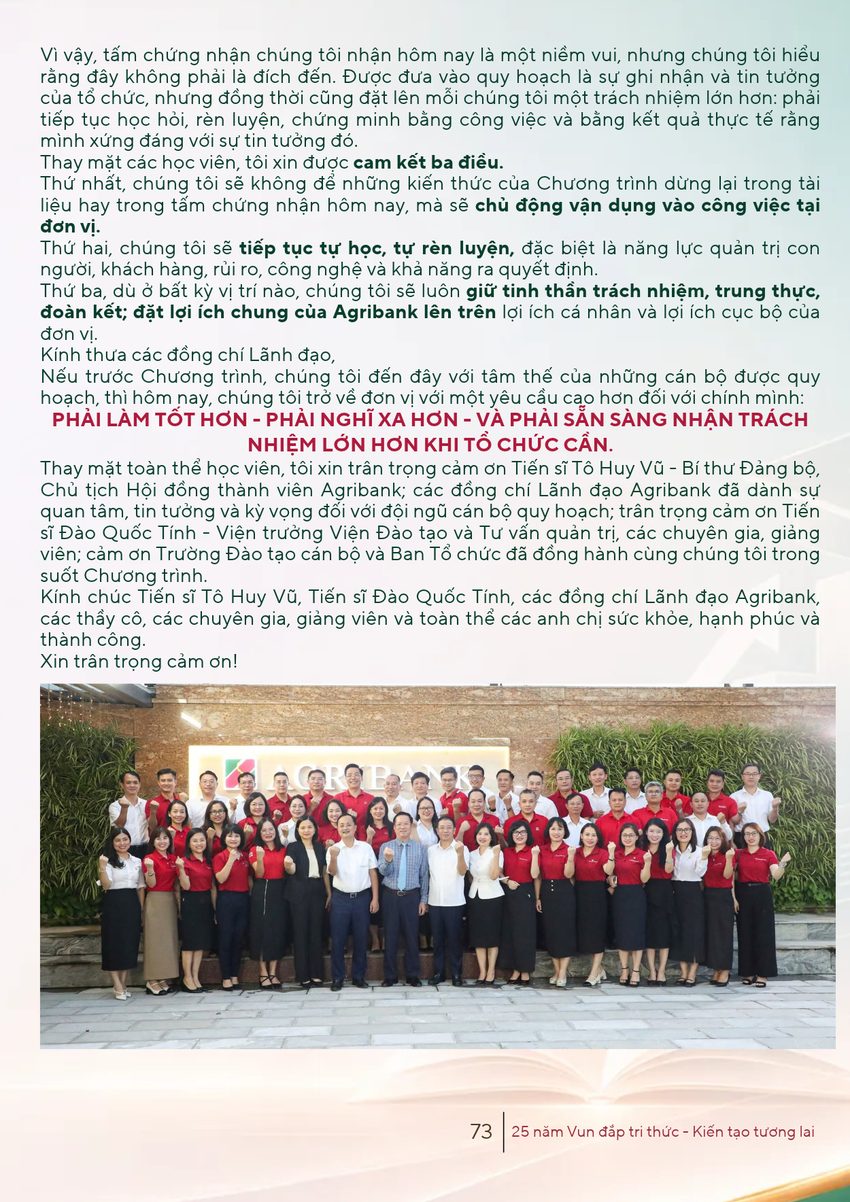 Vì vậy, tấm chứng nhận chúng tôi nhận hôm nay là một niềm vui, nhưng chúng tôi hiểu
rằng đây không phải là đích đến. Được đưa vào quy hoạch là sự ghi nhận và tin tưởng
của tổ chức, nhưng đồng thời cũng đặt lên mỗi chúng tôi một trách nhiệm lớn hơn: phải
tiếp tục học hỏi, rèn luyện, chứng minh bằng công việc và bằng kết quả thực tế rằng
mình xứng đáng với sự tin tưởng đó.
Thay mặt các học viên, tôi xin được cam kết ba điều.
Thứ nhất, chúng tôi sẽ không để những kiến thức của Chương trình dừng lại trong tài
liệu hay trong tấm chứng nhận hôm nay, mà sẽ chủ động vận dụng vào công việc tại
đơn vị.
Thứ hai, chúng tôi sẽ tiếp tục tự học, tự rèn luyện, đặc biệt là năng lực quản trị con
người, khách hàng, rủi ro, công nghệ và khả năng ra quyết định.
Thứ ba, dù ở bất kỳ vị trí nào, chúng tôi sẽ luôn giữ tinh thần trách nhiệm, trung thực,
đoàn kết; đặt lợi ích chung của Agribank lên trên lợi ích cá nhân và lợi ích cục bộ của
đơn vị.
Kính thưa các đồng chí Lãnh đạo,
Nếu trước Chương trình, chúng tôi đến đây với tâm thế của những cán bộ được quy
hoạch, thì hôm nay, chúng tôi trở về đơn vị với một yêu cầu cao hơn đối với chính mình:
PHẢI LÀM TỐT HƠN - PHẢI NGHĨ XA HƠN - VÀ PHẢI SẴN SÀNG NHẬN TRÁCH
NHIỆM LỚN HƠN KHI TỔ CHỨC CẦN.
Thay mặt toàn thể học viên, tôi xin trân trọng cảm ơn Tiến sĩ Tô Huy Vũ - Bí thư Đảng bộ,
Chủ tịch Hội đồng thành viên Agribank; các đồng chí Lãnh đạo Agribank đã dành sự
quan tâm, tin tưởng và kỳ vọng đối với đội ngũ cán bộ quy hoạch; trân trọng cảm ơn Tiến
sĩ Đào Quốc Tính - Viện trưởng Viện Đào tạo và Tư vấn quản trị, các chuyên gia, giảng
viên; cảm ơn Trường Đào tạo cán bộ và Ban Tổ chức đã đồng hành cùng chúng tôi trong
suốt Chương trình.
Kính chúc Tiến sĩ Tô Huy Vũ, Tiến sĩ Đào Quốc Tính, các đồng chí Lãnh đạo Agribank,
các thầy cô, các chuyên gia, giảng viên và toàn thể các anh chị sức khỏe, hạnh phúc và
thành công.
Xin trân trọng cảm ơn!
AGRIBANK
73
25 năm Vun đắp tri thức - Kiến tạo tương lai